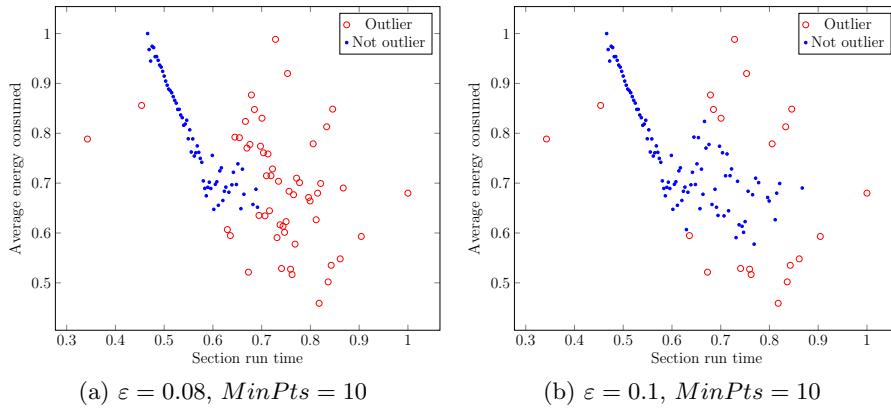 Outlier
Not outlier
1
0.9
0.8
0.7
0.6
0.5
Average energy consumed
0.3 0.4 0.5 0.6 0.7 0.8 0.9 1
Section run time
(a) ε = 0.08, MinPts = 10
Outlier
Not outlier
1
0.9
0.8
0.7
0.6
0.5
Average energy consumed
0.3 0.4 0.5 0.6 0.7 0.8 0.9 1
Section run time
(b) ε = 0.1, MinPts = 10